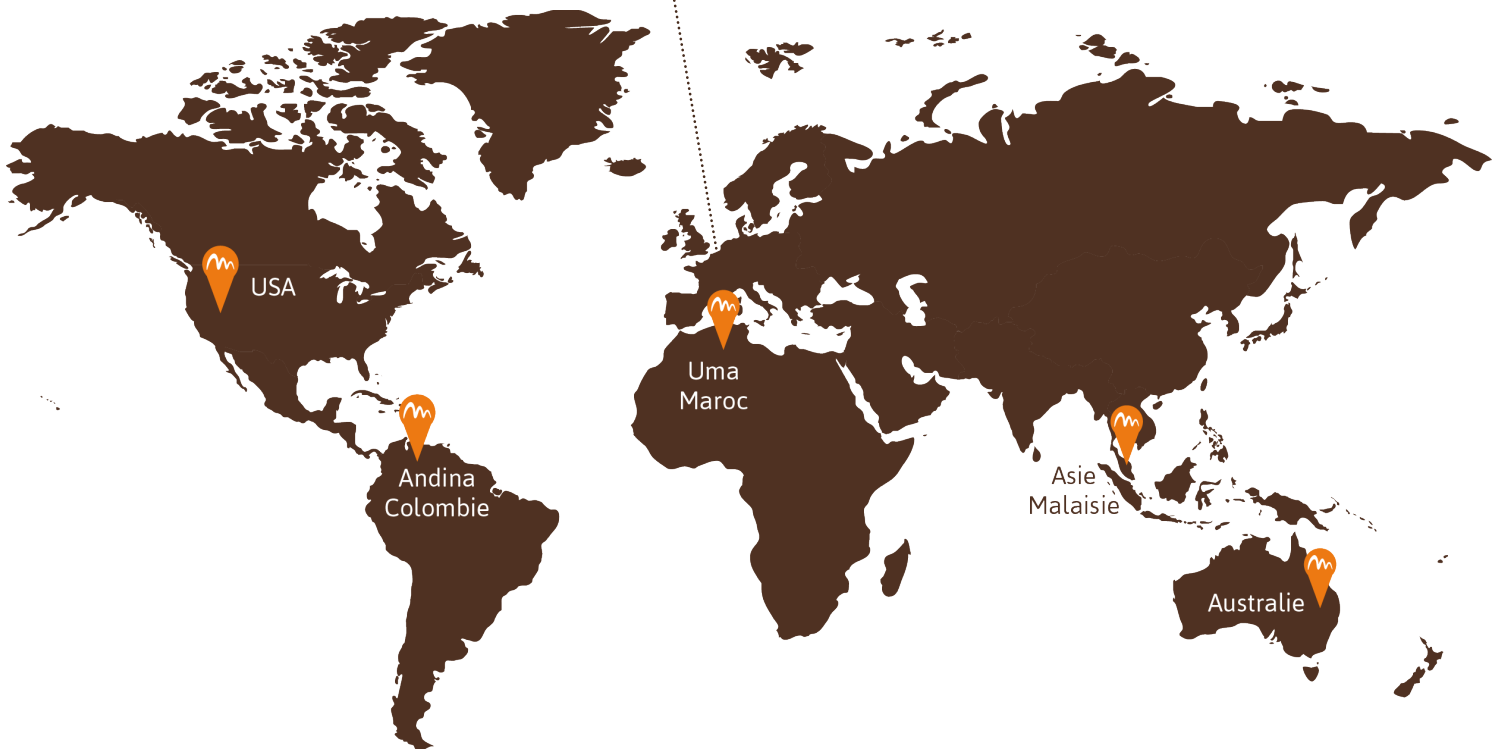 USA
Uma
Maroc
Andina
Colombie
Asie
Malaisie
Australie